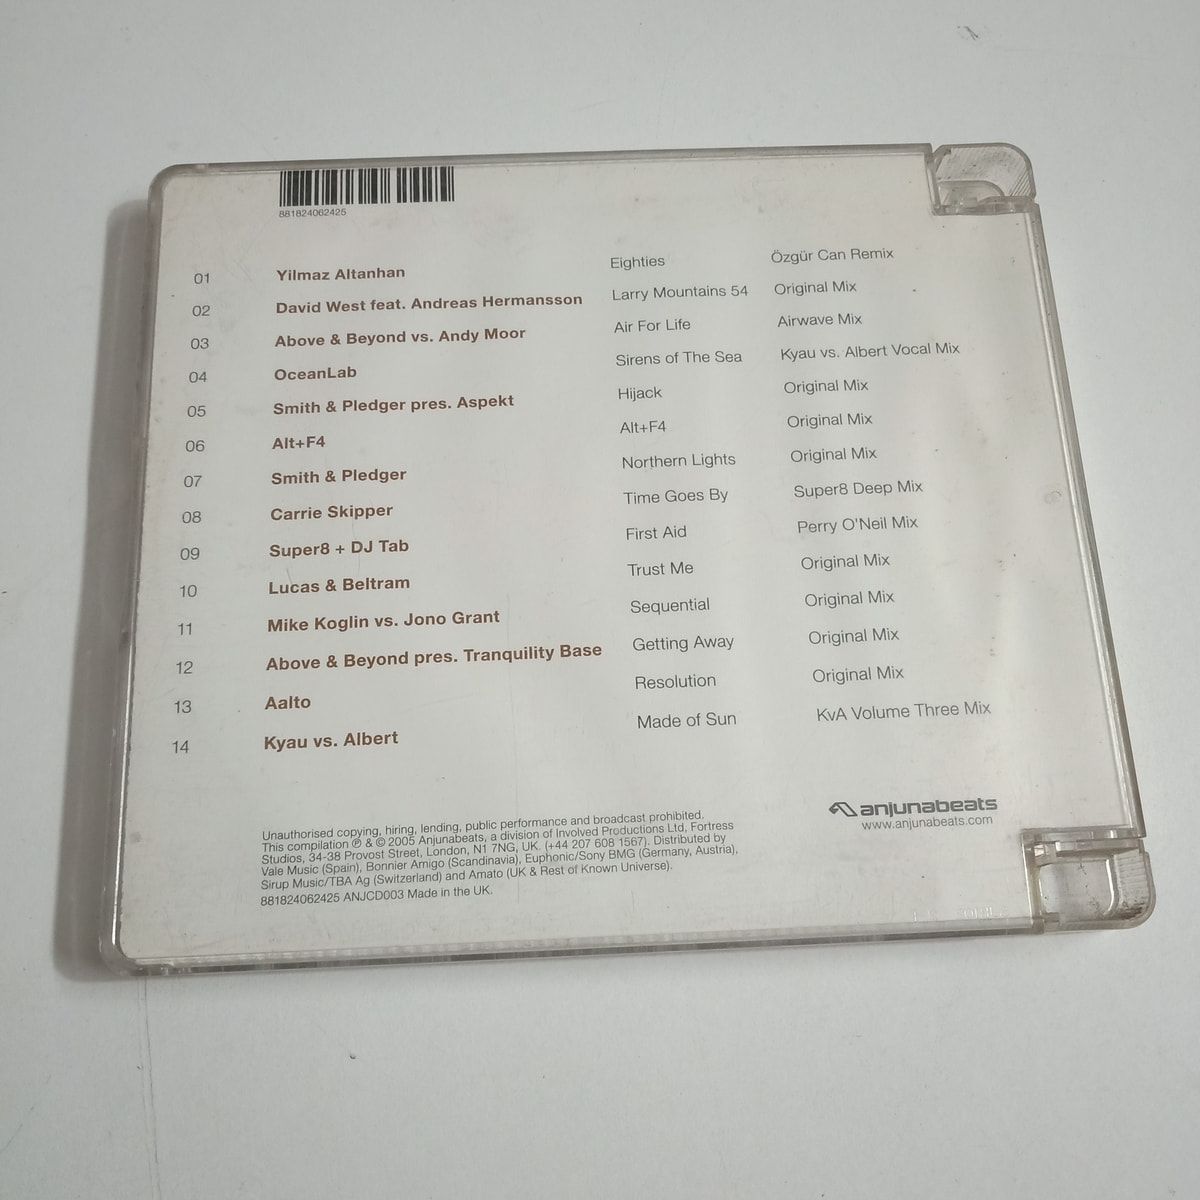 881824062425
01 Yilmaz Altanhan Eighties Özgür Can Remix
02 David West feat. Andreas Hermansson Larry Mountains 54 Original Mix
03 Above & Beyond vs. Andy Moor Air For Life Airwave Mix
04 OceanLab Sirens of The Sea Kyau vs. Albert Vocal Mix
05 Smith & Pledger pres. Aspekt Hijack Original Mix
06 Alt+F4 Alt+F4 Original Mix
07 Smith & Pledger Northern Lights Original Mix
08 Carrie Skipper Time Goes By Super8 Deep Mix
09 Super8 + DJ Tab First Aid Perry O'Neil Mix
10 Lucas & Beltram Trust Me Original Mix
11 Mike Koglin vs. Jono Grant Sequential Original Mix
12 Above & Beyond pres. Tranquility Base Getting Away Original Mix
13 Aalto Resolution Original Mix
14 Kyau vs. Albert Made of Sun KvA Volume Three Mix
anjunabeats
www.anjunabeats.com
Unauthorised copying, hiring, lending, public performance and broadcast prohibited.
This compilation ℗ & © 2005 Anjunabeats, a division of Involved Productions Ltd, Fortress
Studios, 34-38 Provost Street, London, N1 7NG, UK. (+44 207 608 1567). Distributed by
Vale Music (Spain), Bonnier Amigo (Scandinavia), Euphonic/Sony BMG (Germany, Austria),
Sirup Music/TBA Ag (Switzerland) and Amato (UK & Rest of Known Universe).
881824062425 ANJCD003 Made in the UK.